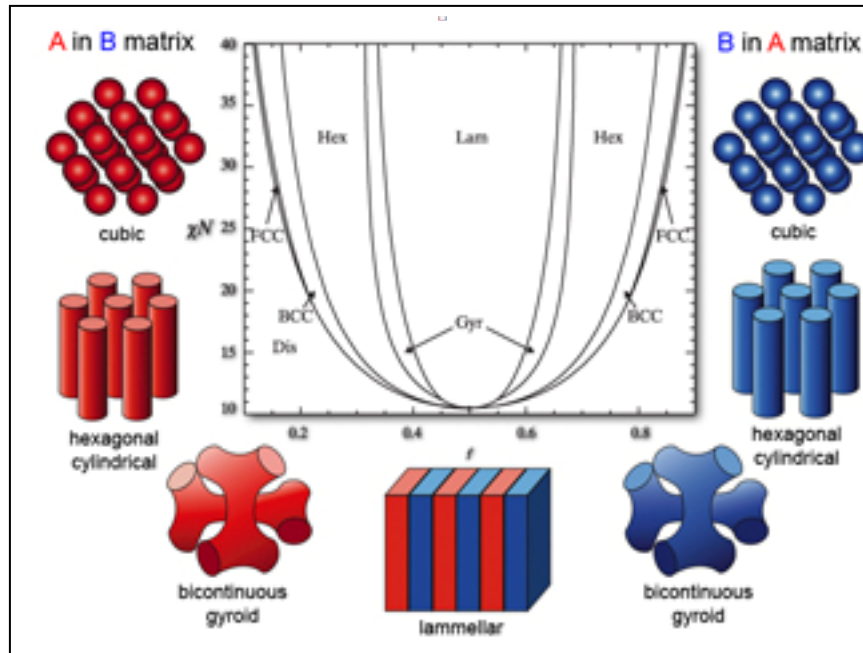 A in B matrix
B in A matrix
cubic
hexagonal
cylindrical
bicontinuous
gyroid
lammellar
bicontinuous
gyroid
hexagonal
cylindrical
cubic
χN
40
35
30
25
20
15
10
0.2
0.4
0.6
0.8
f
Hex
Lam
Hex
FCC
FCC
BCC
BCC
Gyr
Dis